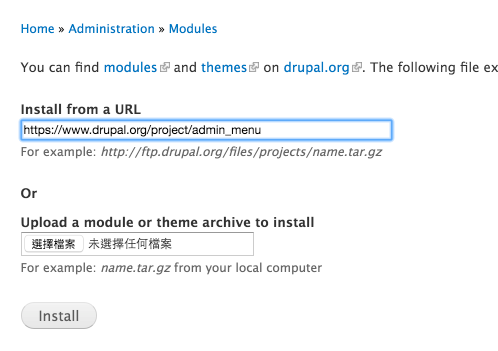 Home » Administration » Modules
You can find modules and themes on drupal.org. The following file ex
Install from a URL
https://www.drupal.org/project/admin_menu
For example: http://ftp.drupal.org/files/projects/name.tar.gz
Or
Upload a module or theme archive to install
選擇檔案 未選擇任何檔案
For example: name.tar.gz from your local computer
Install